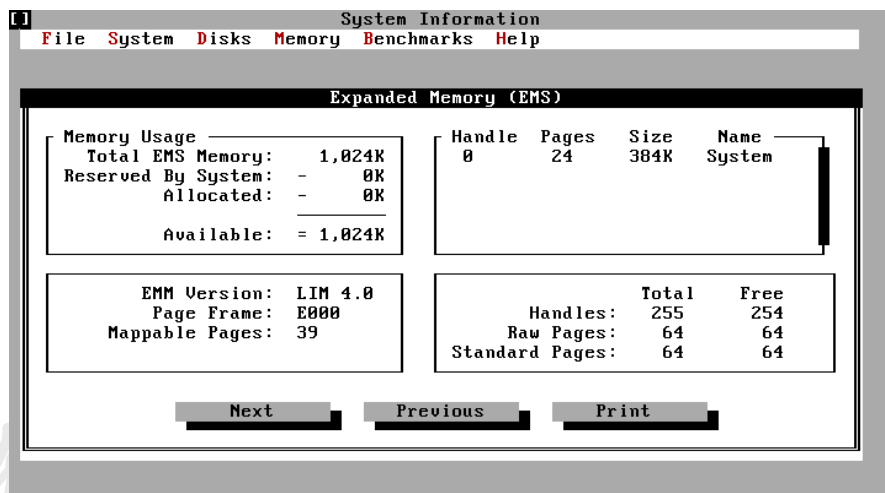 [ ] System Information
File System Disks Memory Benchmarks Help
Expanded Memory (EMS)
Memory Usage
Total EMS Memory: 1,024K
Reserved By System: - 0K
Allocated: - 0K
Available: = 1,024K
Handle Pages Size Name
0 24 384K System
EMM Version: LIM 4.0
Page Frame: E000
Mappable Pages: 39
Total Free
Handles: 255 254
Raw Pages: 64 64
Standard Pages: 64 64
Next Previous Print